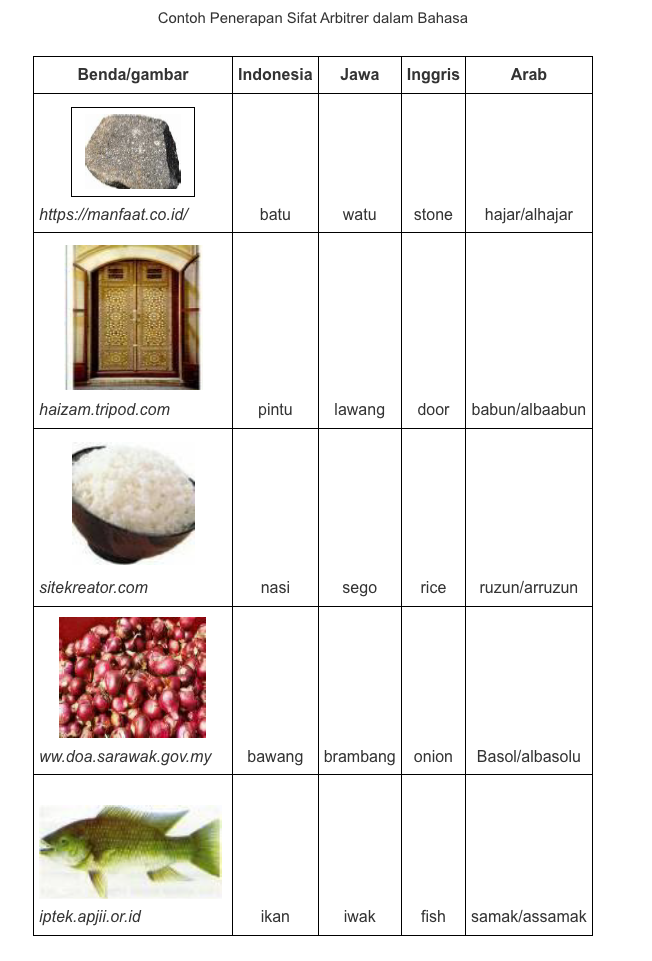 Contoh Penerapan Sifat Arbitrer dalam Bahasa
Benda/gambar Indonesia Jawa Inggris Arab
https://manfaat.co.id/ batu watu stone hajar/alhajar
haizam.tripod.com pintu lawang door babun/albaabun
sitekreator.com nasi sego rice ruzun/arruzun
ww.doa.sarawak.gov.my bawang brambang onion Basol/albasolu
iptek.apjii.or.id ikan iwak fish samak/assamak